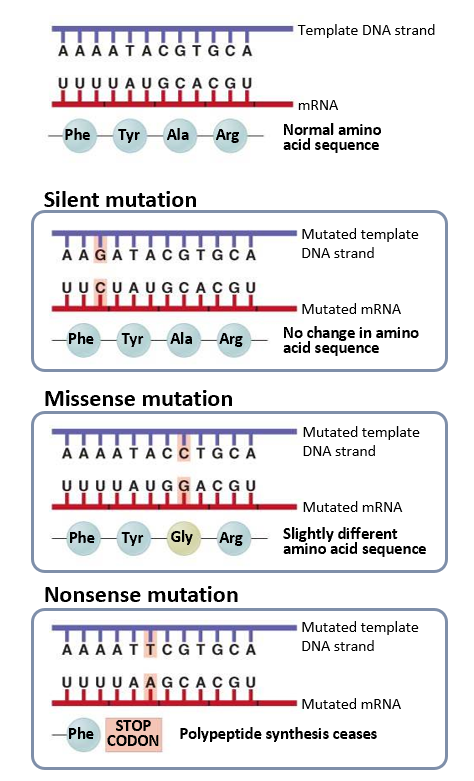 Template DNA strand
A A A A T A C G T G C A
U U U U A U G C A C G U
mRNA
Phe Tyr Ala Arg
Normal amino
acid sequence
Silent mutation
Mutated template
DNA strand
A A G A T A C G T G C A
U U C U A U G C A C G U
Mutated mRNA
Phe Tyr Ala Arg
No change in amino
acid sequence
Missense mutation
Mutated template
DNA strand
A A A A T A C C T G C A
U U U U A U G G A C G U
Mutated mRNA
Phe Tyr Gly Arg
Slightly different
amino acid sequence
Nonsense mutation
Mutated template
DNA strand
A A A A T T C G T G C A
U U U U A A G C A C G U
Mutated mRNA
Phe
STOP
CODON
Polypeptide synthesis ceases